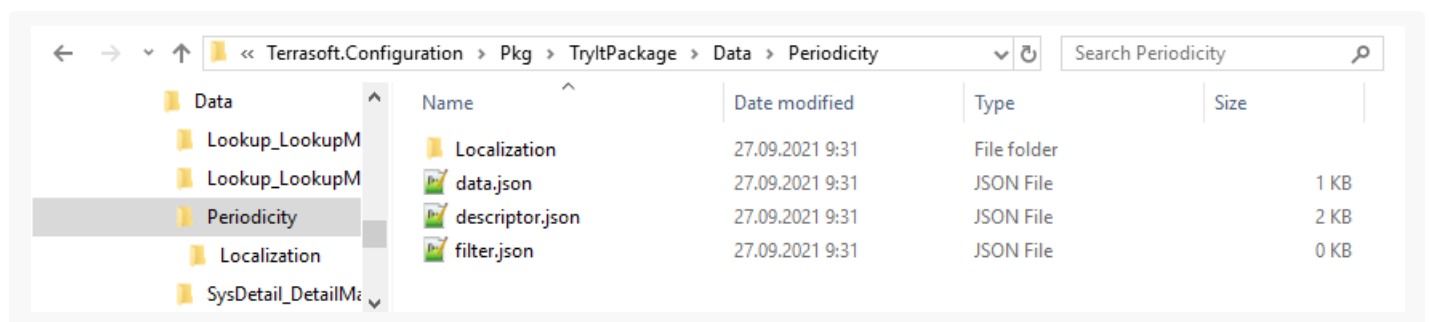 « Terrasoft.Configuration > Pkg > TryItPackage > Data > Periodicity
Search Periodicity
Data
Lookup_LookupM
Lookup_LookupM
Periodicity
Localization
SysDetail_DetailMa
Name Date modified Type Size
Localization 27.09.2021 9:31 File folder
data.json 27.09.2021 9:31 JSON File 1 KB
descriptor.json 27.09.2021 9:31 JSON File 2 KB
filter.json 27.09.2021 9:31 JSON File 0 KB